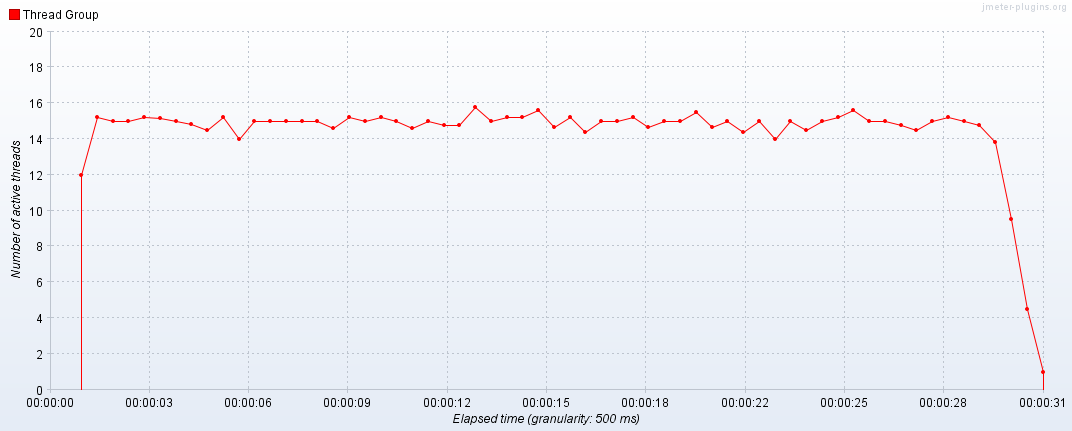 Thread Group
jmeter-plugins.org
20
18
16
14
12
10
8
6
4
2
0
Number of active threads
00:00:00 00:00:03 00:00:06 00:00:09 00:00:12 00:00:15 00:00:18 00:00:22 00:00:25 00:00:28 00:00:31
Elapsed time (granularity: 500 ms)